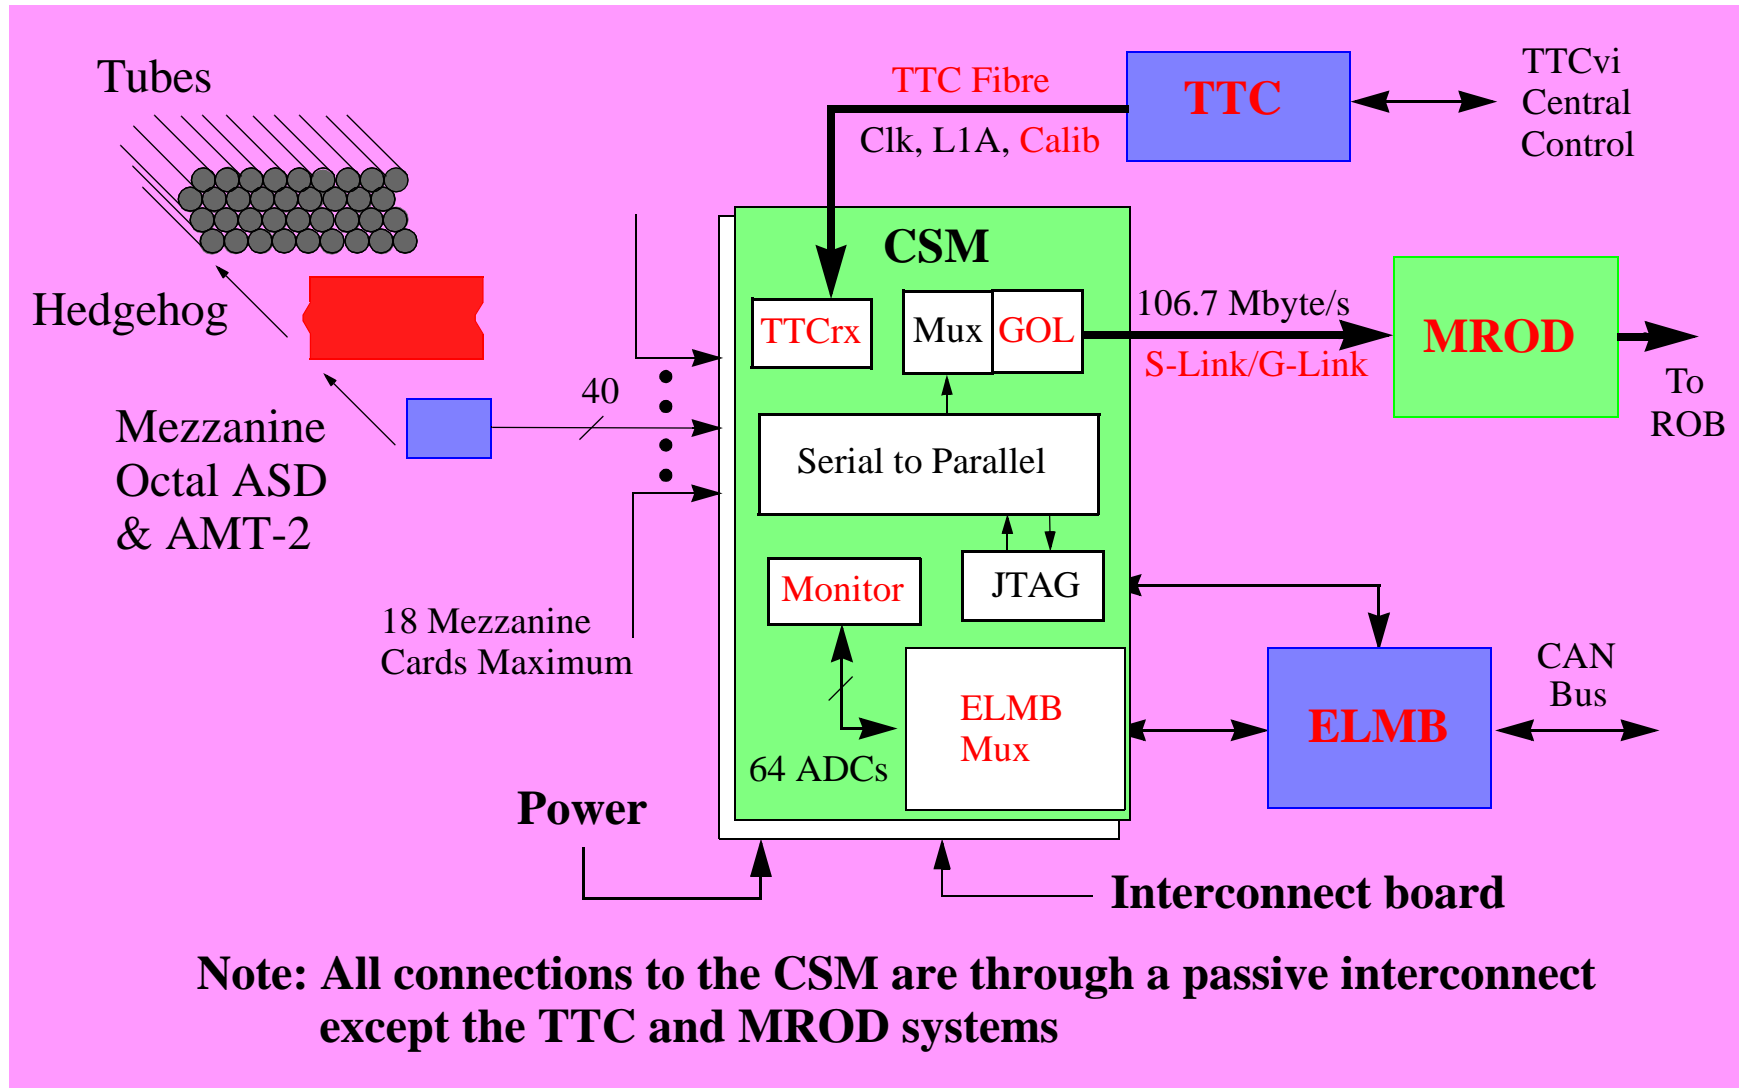 Tubes
TTC Fibre
Clk, L1A, Calib
TTC
TTCvi
Central
Control
Hedgehog
CSM
TTCrx
Mux
GOL
106.7 Mbyte/s
S-Link/G-Link
MROD
To
ROB
40
Mezzanine
Octal ASD
& AMT-2
Serial to Parallel
Monitor
JTAG
18 Mezzanine
Cards Maximum
ELMB
Mux
64 ADCs
ELMB
CAN
Bus
Power
Interconnect board
Note: All connections to the CSM are through a passive interconnect
except the TTC and MROD systems